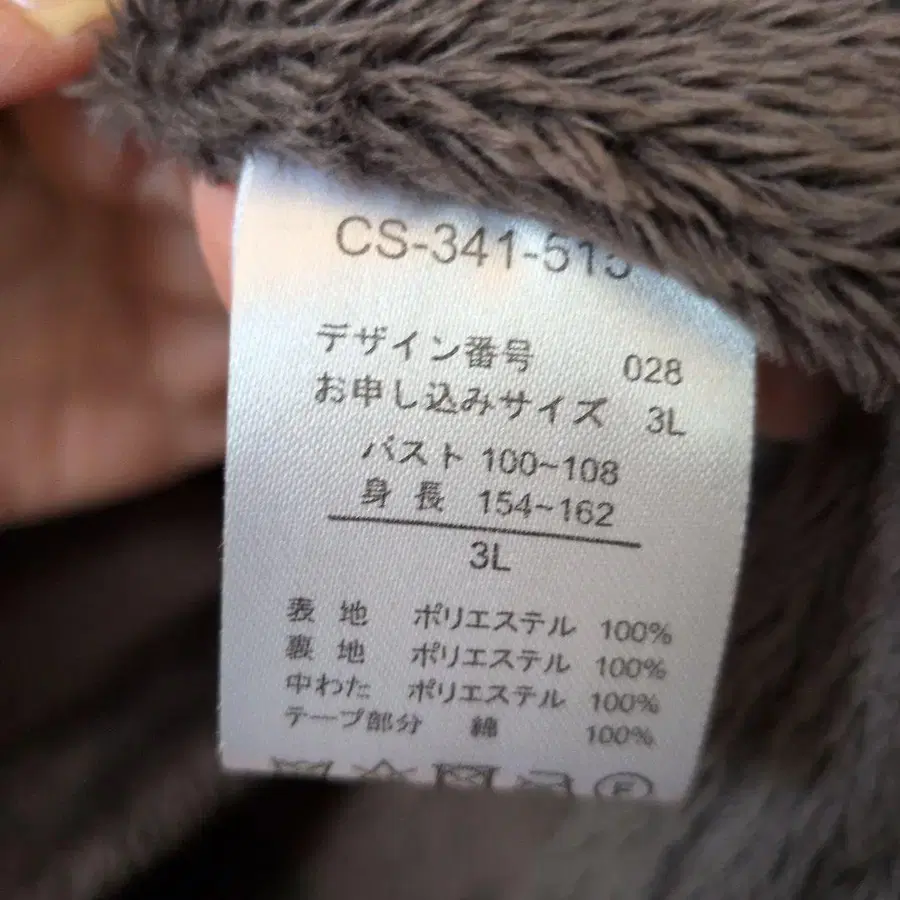 CS-341-515
デザイン番号 028
お申し込みサイズ 3L
バスト 100~108
身長 154~162
3L
表地 ポリエステル 100%
裏地 ポリエステル 100%
中わた ポリエステル 100%
テープ部分 綿 100%
F